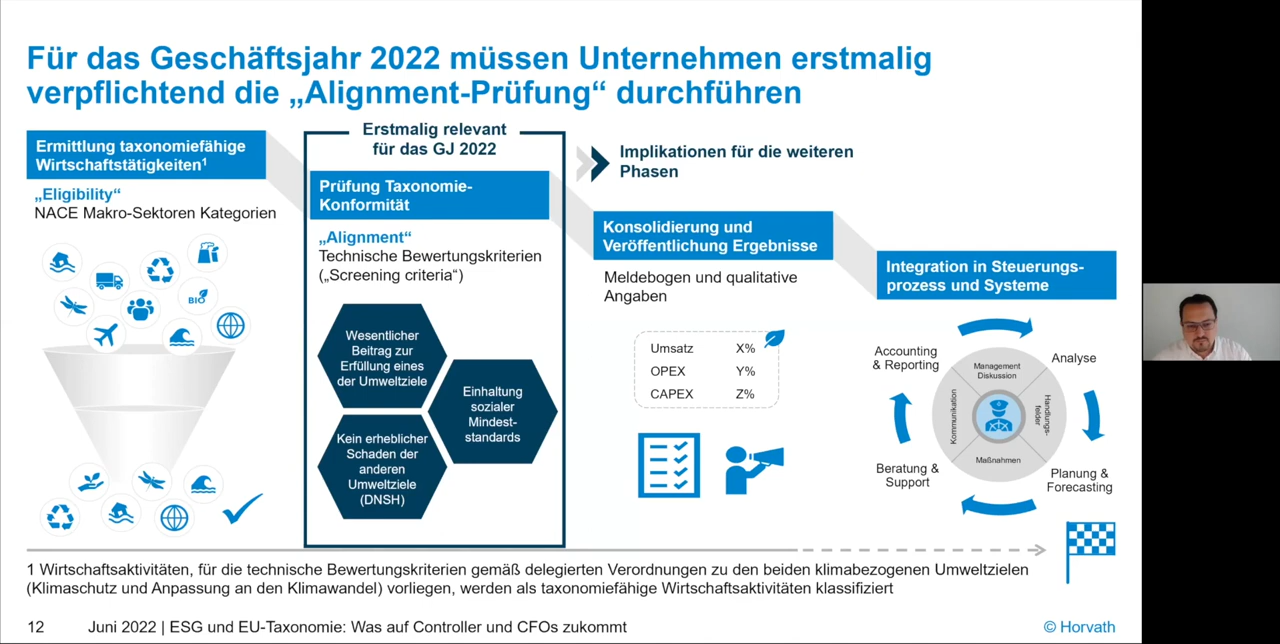 Für das Geschäftsjahr 2022 müssen Unternehmen erstmalig
verpflichtend die „Alignment-Prüfung“ durchführen
Ermittlung taxonomiefähige
Wirtschaftstätigkeiten¹
„Eligibility“
NACE Makro-Sektoren Kategorien
BIO
Erstmalig relevant
für das GJ 2022
Prüfung Taxonomie-
Konformität
„Alignment“
Technische Bewertungskriterien
(„Screening criteria“)
Wesentlicher
Beitrag zur
Erfüllung eines
der Umweltziele
Einhaltung
sozialer
Mindest-
standards
Kein erheblicher
Schaden der
anderen
Umweltziele
(DNSH)
Implikationen für die weiteren
Phasen
Konsolidierung und
Veröffentlichung Ergebnisse
Meldebogen und qualitative
Angaben
Umsatz X%
OPEX Y%
CAPEX Z%
Integration in Steuerungs-
prozess und Systeme
Accounting
& Reporting
Analyse
Management
Diskussion
Kommunikation
Handlungs-
felder
Maßnahmen
Beratung &
Support
Planung &
Forecasting
1 Wirtschaftsaktivitäten, für die technische Bewertungskriterien gemäß delegierten Verordnungen zu den beiden klimabezogenen Umweltzielen
(Klimaschutz und Anpassung an den Klimawandel) vorliegen, werden als taxonomiefähige Wirtschaftsaktivitäten klassifiziert
12 Juni 2022 | ESG und EU-Taxonomie: Was auf Controller und CFOs zukommt
© Horvath